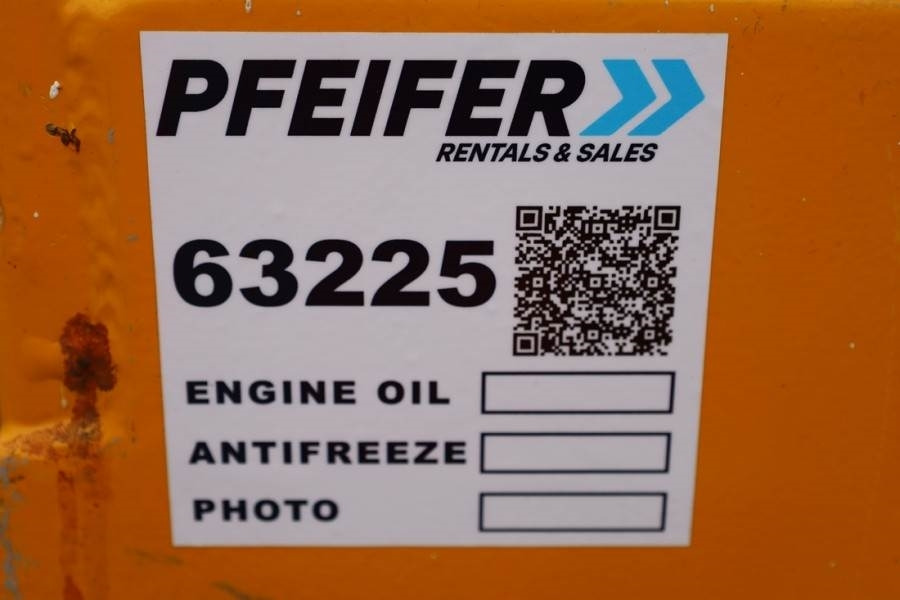 PFEIFER
RENTALS & SALES
63225
ENGINE OIL
ANTIFREEZE
PHOTO